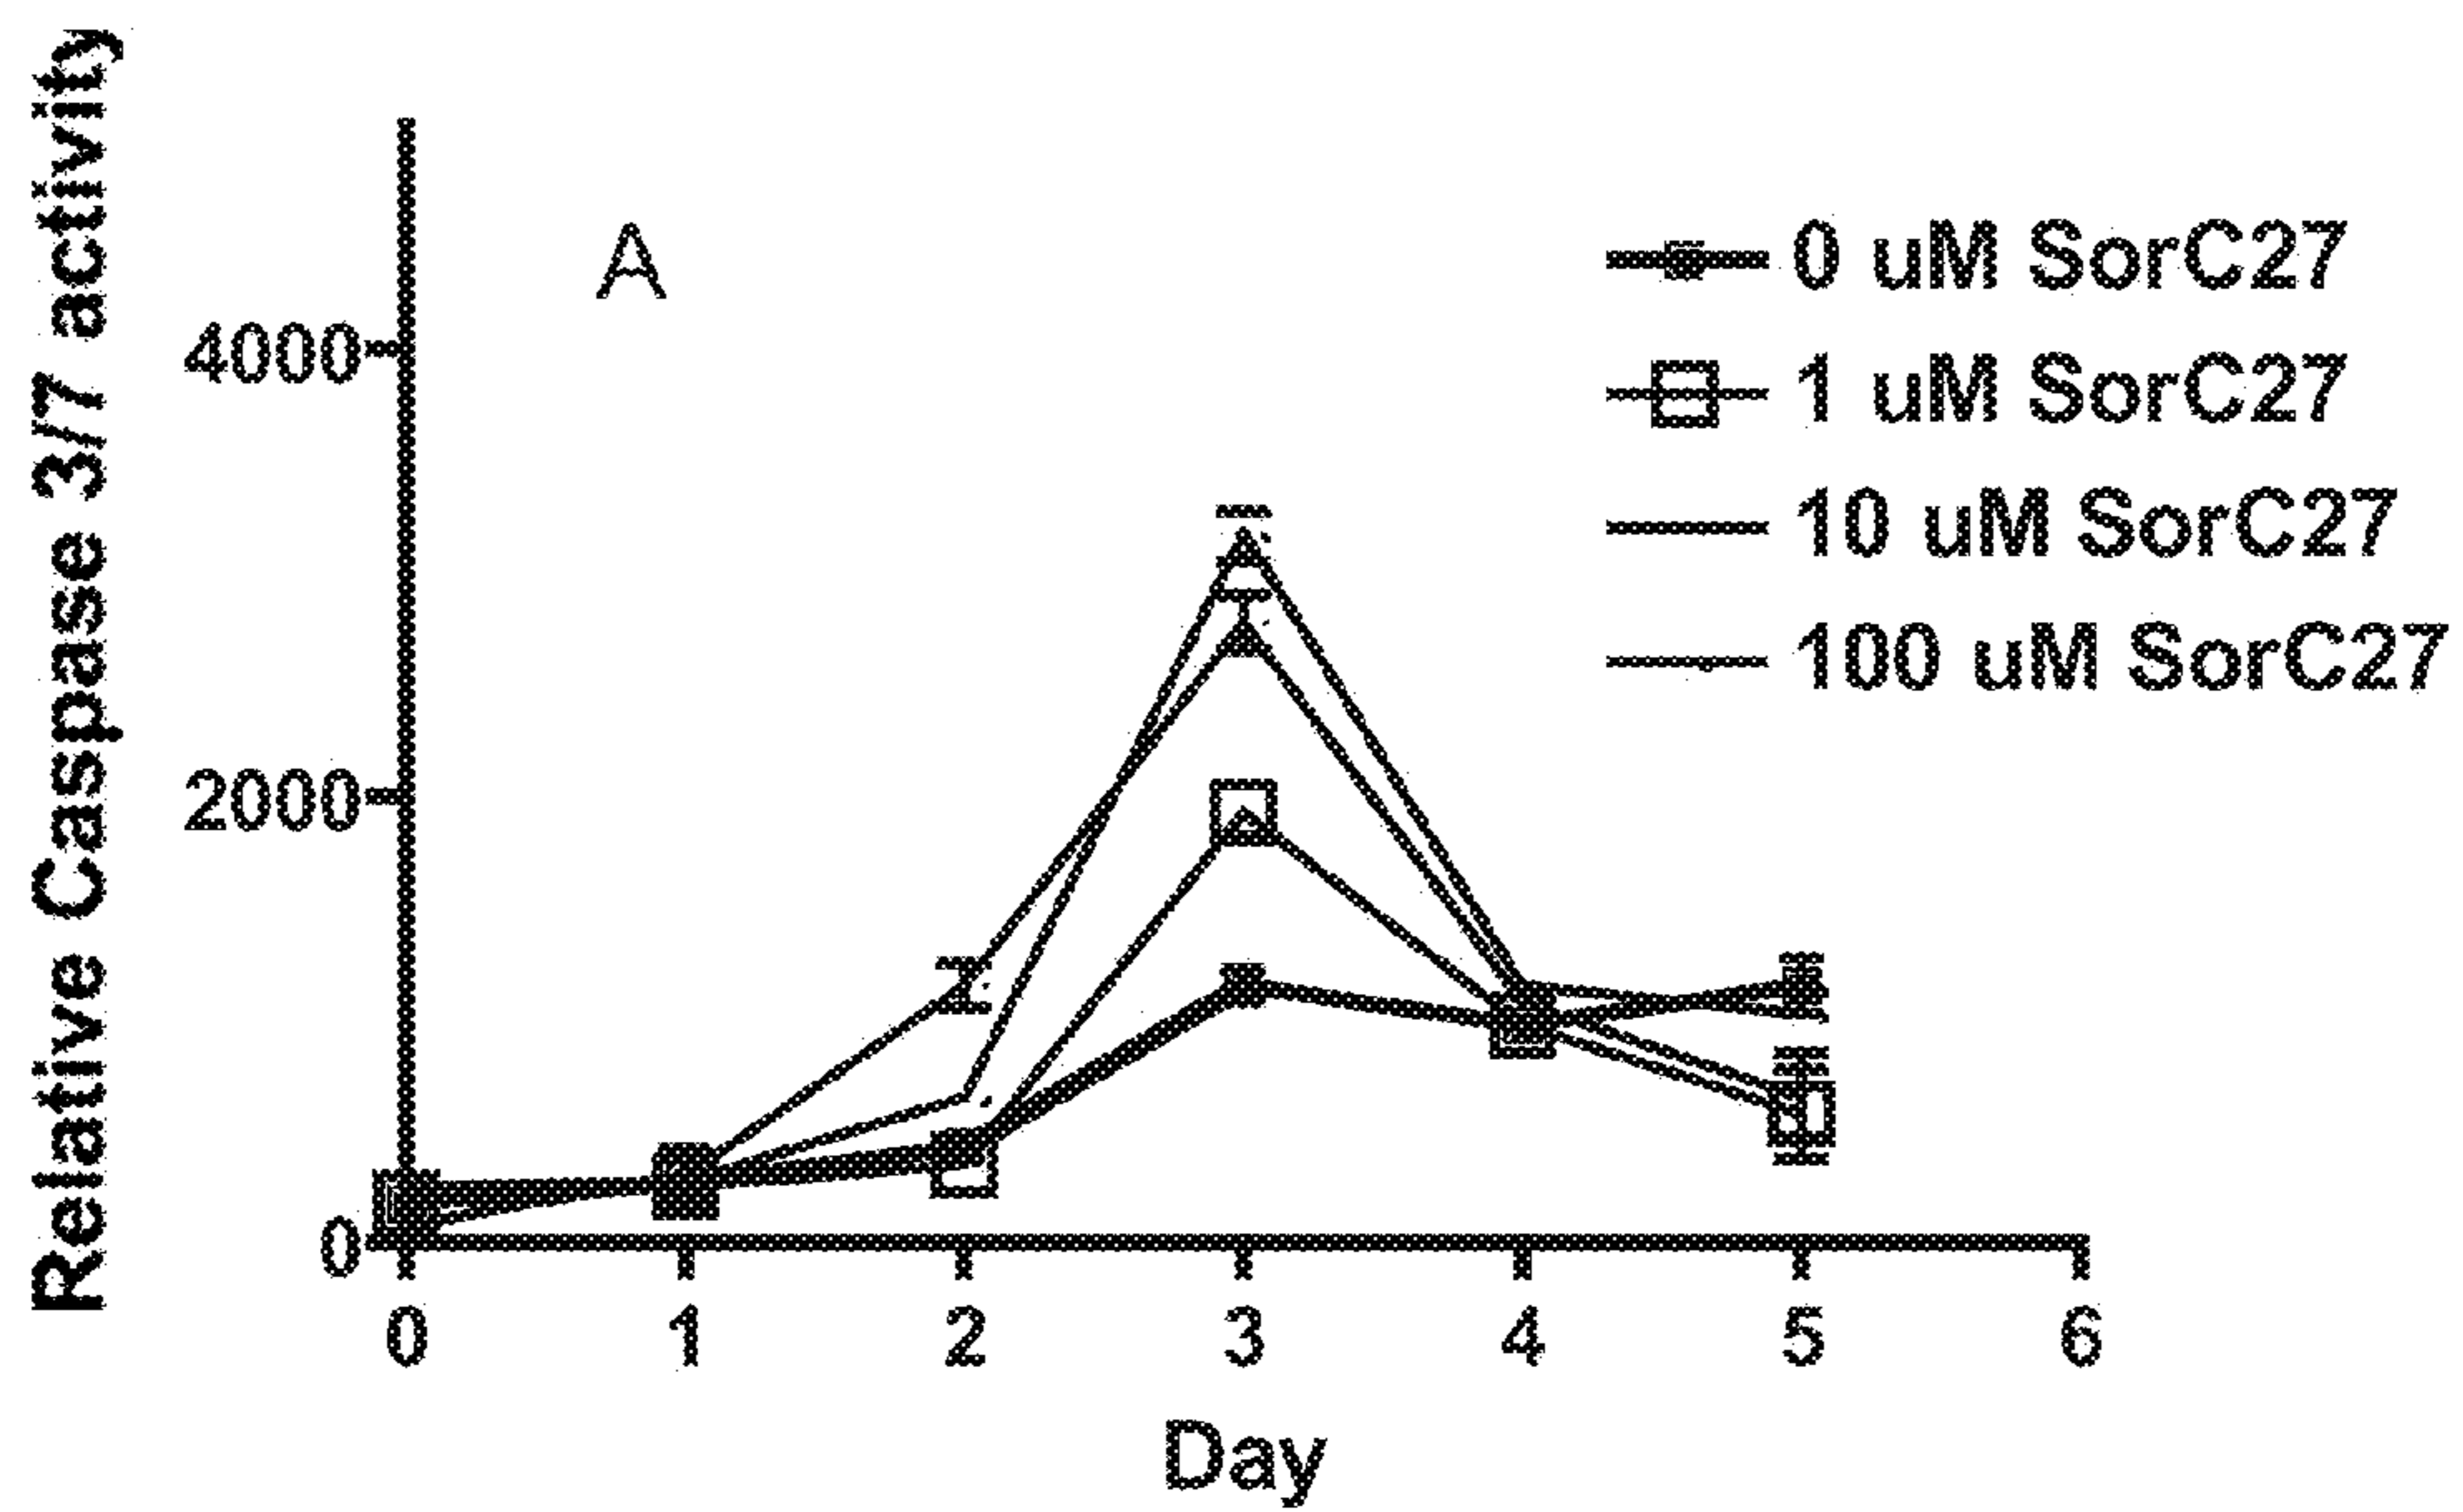 Relative Caspase 3/7 activity
A
0 uM SorC27
1 uM SorC27
10 uM SorC27
100 uM SorC27
4000
2000
0
0 1 2 3 4 5 6
Day